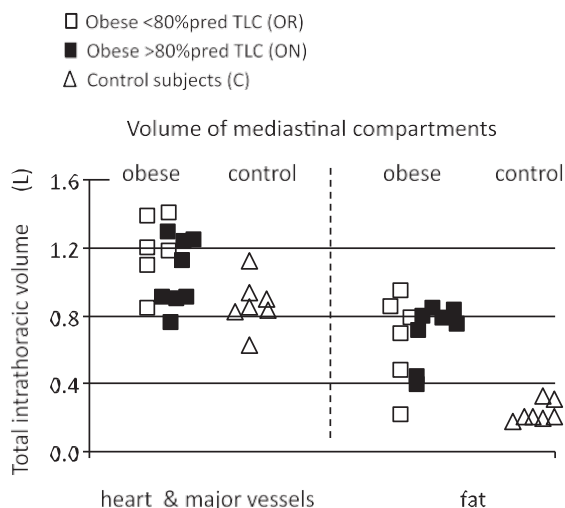 Obese <80%pred TLC (OR)
Obese >80%pred TLC (ON)
Control subjects (C)
Volume of mediastinal compartments
obese control obese control
Total intrathoracic volume (L)
1.6
1.2
0.8
0.4
0.0
heart & major vessels fat